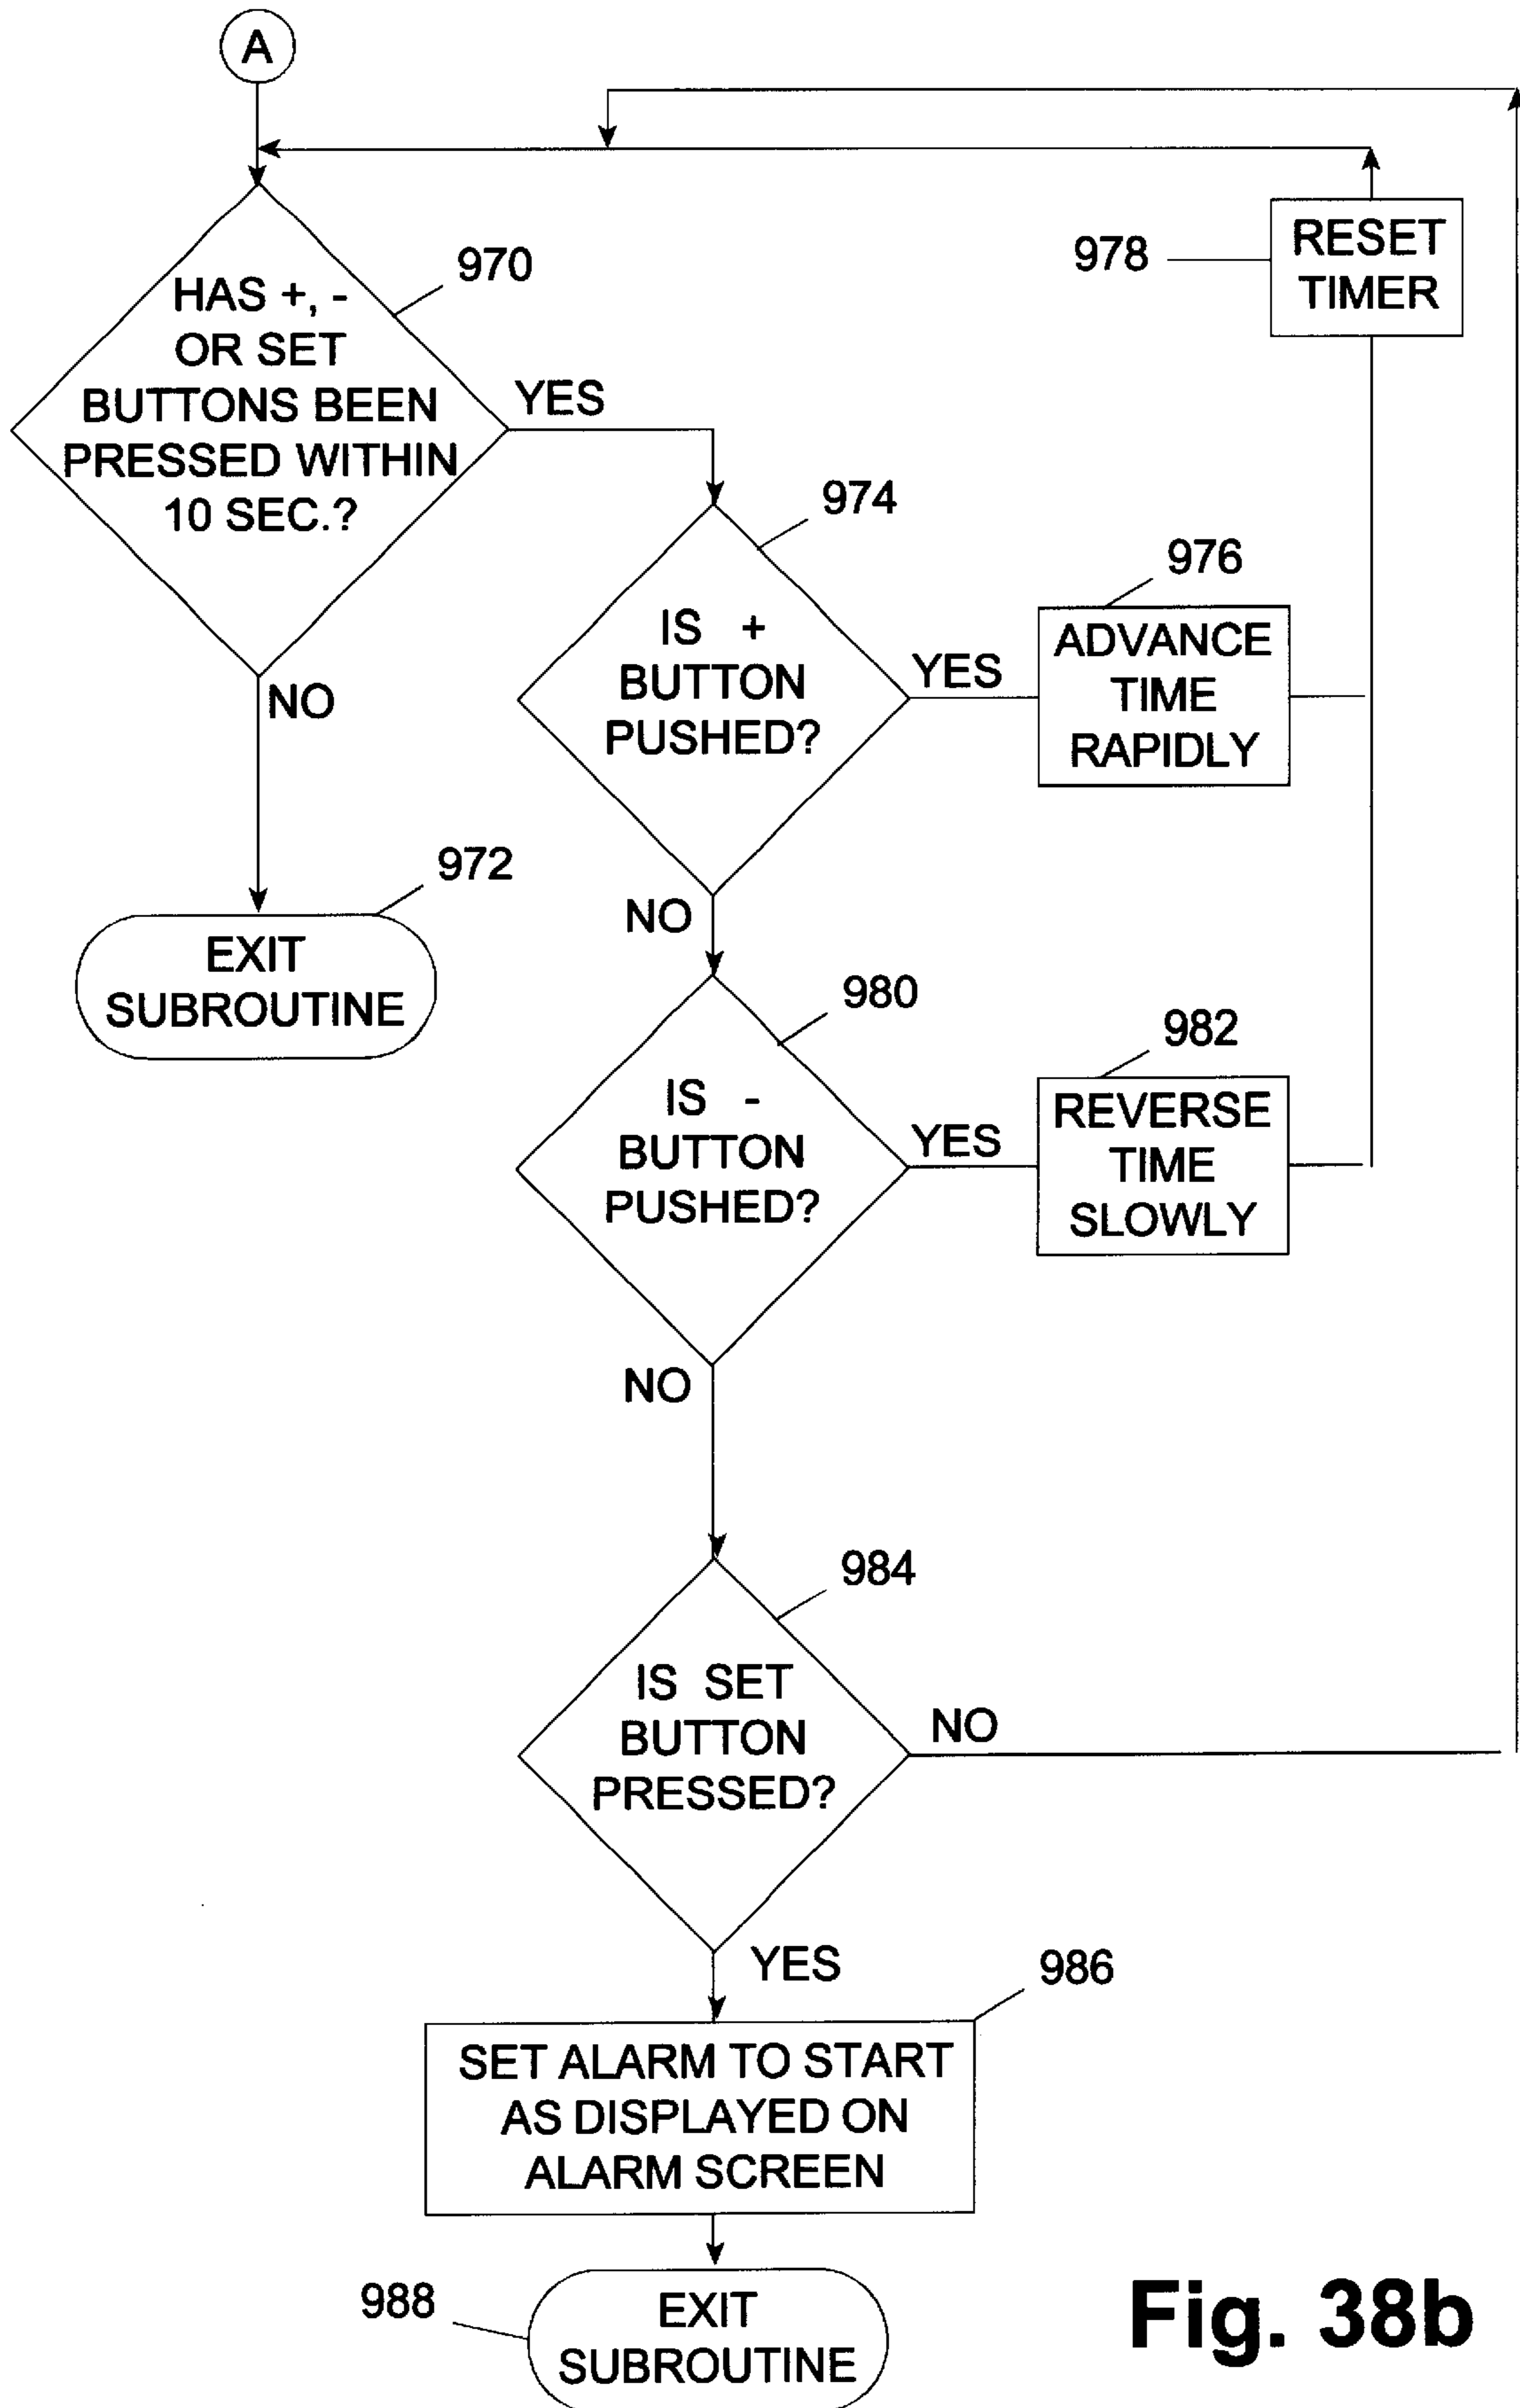 A
HAS +, -
OR SET
BUTTONS BEEN
PRESSED WITHIN
10 SEC.?
970
YES
NO
972
EXIT
SUBROUTINE
978
RESET
TIMER
974
IS + 
BUTTON
PUSHED?
YES
NO
976
ADVANCE
TIME
RAPIDLY
980
IS -
BUTTON
PUSHED?
YES
NO
982
REVERSE
TIME
SLOWLY
984
IS SET
BUTTON
PRESSED?
NO
YES
986
SET ALARM TO START
AS DISPLAYED ON
ALARM SCREEN
988
EXIT
SUBROUTINE
Fig. 38b